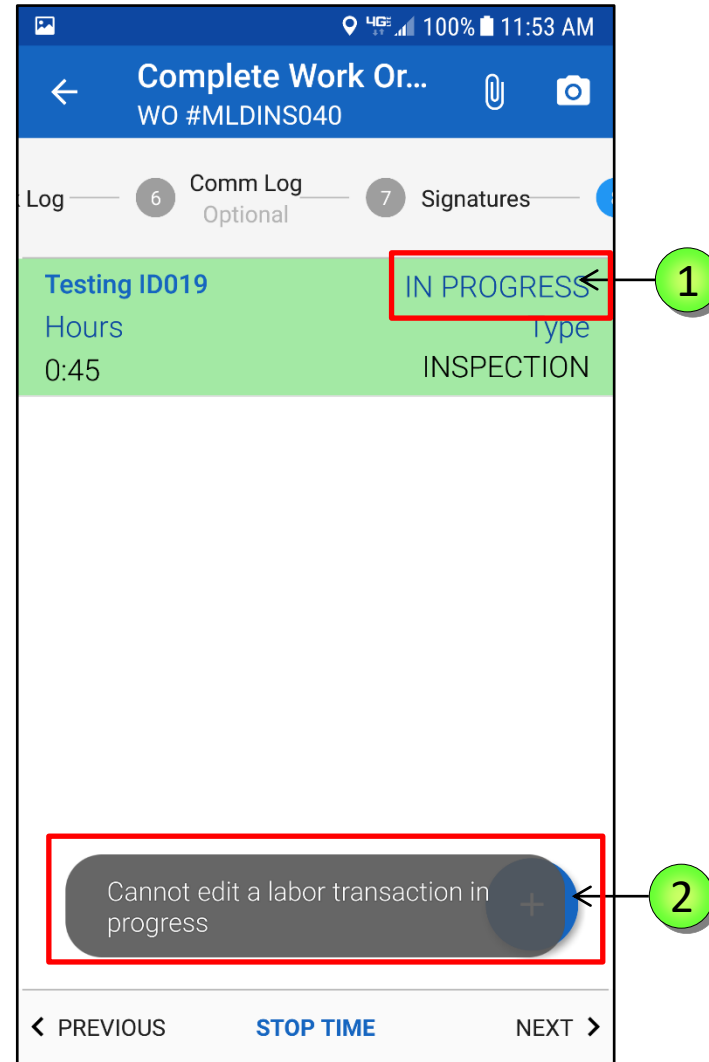 4G 100% 11:53 AM
Complete Work Or...
WO #MLDINS040
Log 6 Comm Log 7 Signatures
Optional
Testing ID019 IN PROGRESS
Hours Type
0:45 INSPECTION
1
Cannot edit a labor transaction in
progress
+
2
PREVIOUS STOP TIME NEXT